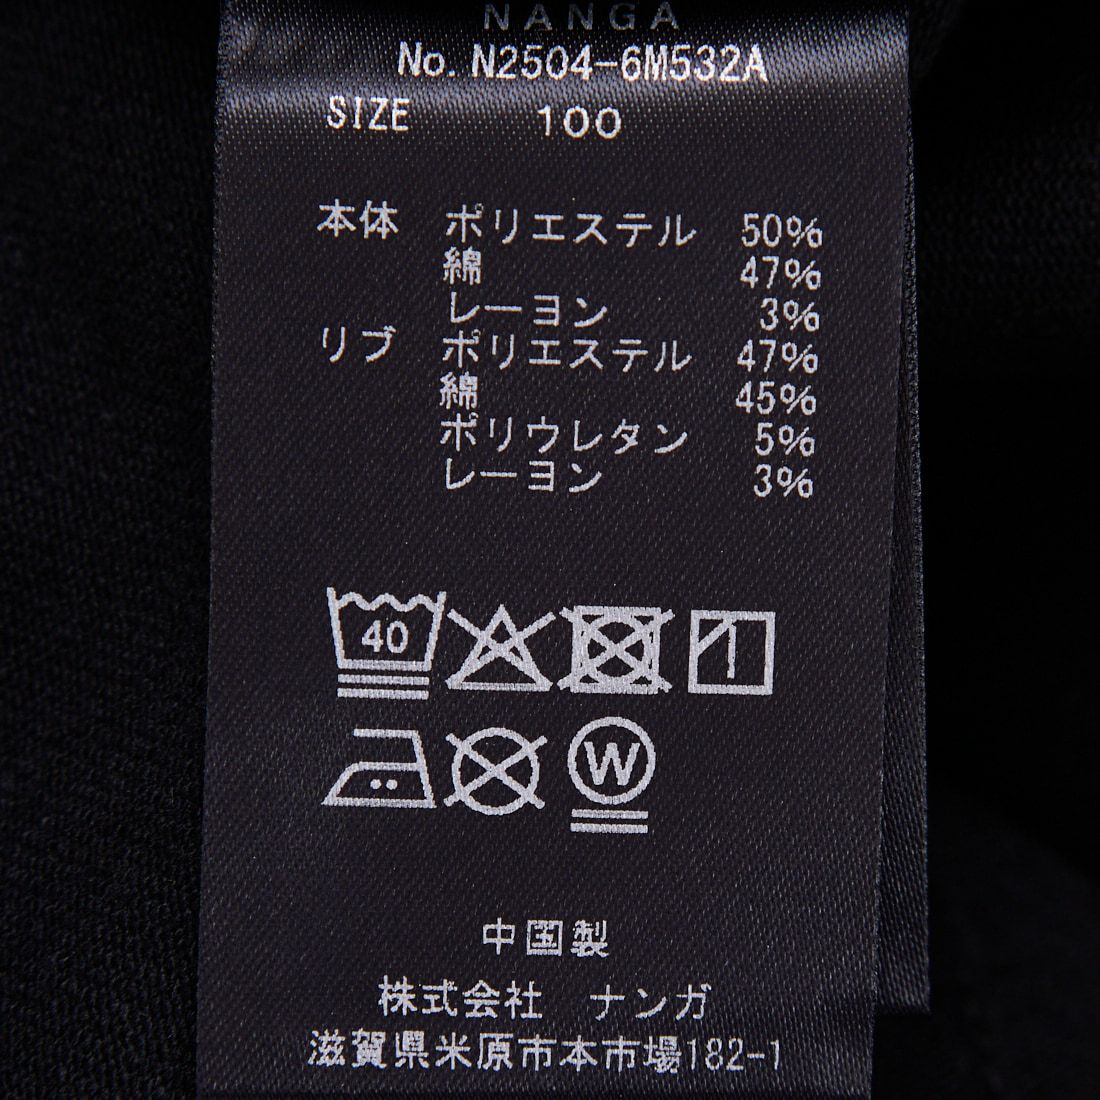 NANGA
No. N2504-6M532A
SIZE 100
本体 ポリエステル 50%
綿 47%
レーヨン 3%
リブ ポリエステル 47%
綿 45%
ポリウレタン 5%
レーヨン 3%
40
W
中国製
株式会社 ナンガ
滋賀県米原市本市場182-1